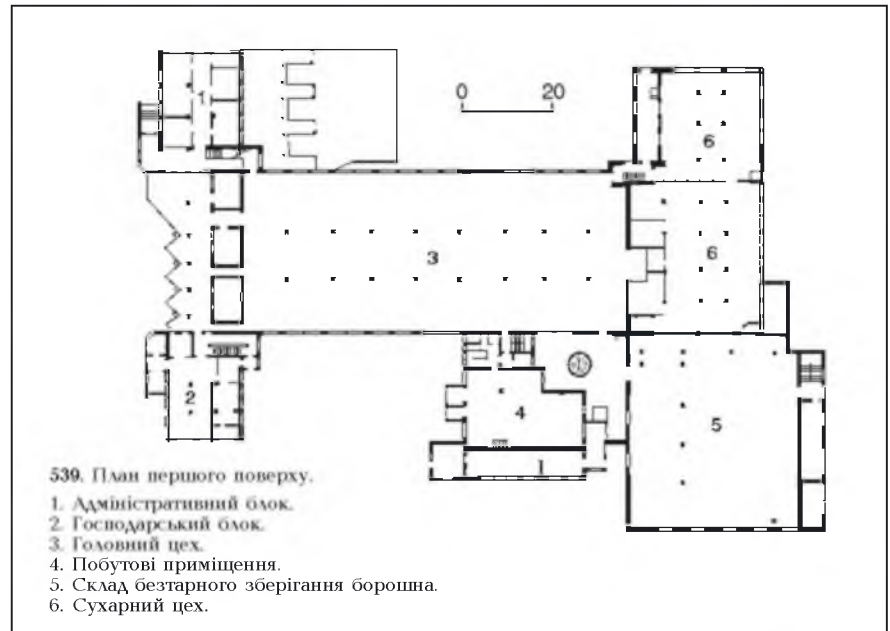 1
0 20
6
3
6
2
4
5
1
539. План першого поверху.
1. Адміністративний блок.
2. Господарський блок.
3. Головний цех.
4. Побутові приміщення.
5. Склад безтарного зберігання борошна.
6. Сухарний цех.